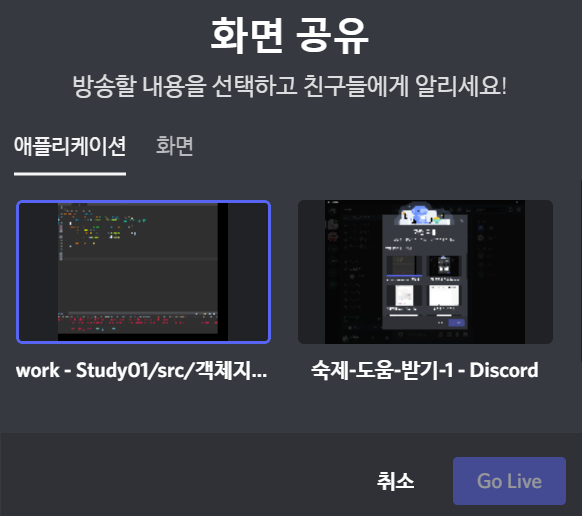 화면 공유
방송할 내용을 선택하고 친구들에게 알리세요!
애플리케이션 화면
work - Study01/src/객체지...
숙제-도움-받기-1 - Discord
취소 Go Live